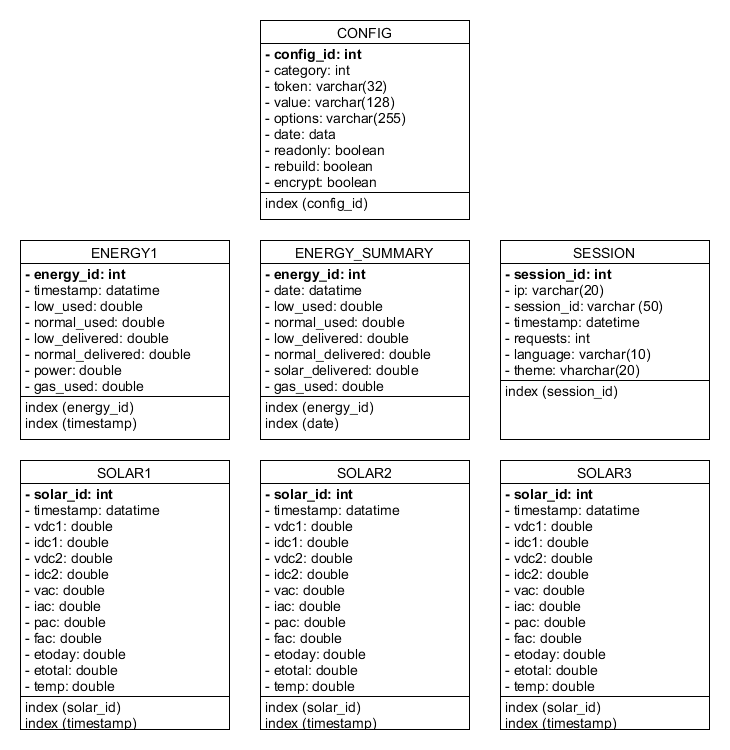 CONFIG
- config_id: int
- category: int
- token: varchar(32)
- value: varchar(128)
- options: varchar(255)
- date: data
- readonly: boolean
- rebuild: boolean
- encrypt: boolean
index (config_id)
ENERGY1
- energy_id: int
- timestamp: datatime
- low_used: double
- normal_used: double
- low_delivered: double
- normal_delivered: double
- power: double
- gas_used: double
index (energy_id)
index (timestamp)
ENERGY_SUMMARY
- energy_id: int
- date: datatime
- low_used: double
- normal_used: double
- low_delivered: double
- normal_delivered: double
- solar_delivered: double
- gas_used: double
index (energy_id)
index (date)
SESSION
- session_id: int
- ip: varchar(20)
- session_id: varchar (50)
- timestamp: datetime
- requests: int
- language: varchar(10)
- theme: vharchar(20)
index (session_id)
SOLAR1
- solar_id: int
- timestamp: datatime
- vdc1: double
- idc1: double
- vdc2: double
- idc2: double
- vac: double
- iac: double
- pac: double
- fac: double
- etoday: double
- etotal: double
- temp: double
index (solar_id)
index (timestamp)
SOLAR2
- solar_id: int
- timestamp: datatime
- vdc1: double
- idc1: double
- vdc2: double
- idc2: double
- vac: double
- iac: double
- pac: double
- fac: double
- etoday: double
- etotal: double
- temp: double
index (solar_id)
index (timestamp)
SOLAR3
- solar_id: int
- timestamp: datatime
- vdc1: double
- idc1: double
- vdc2: double
- idc2: double
- vac: double
- iac: double
- pac: double
- fac: double
- etoday: double
- etotal: double
- temp: double
index (solar_id)
index (timestamp)